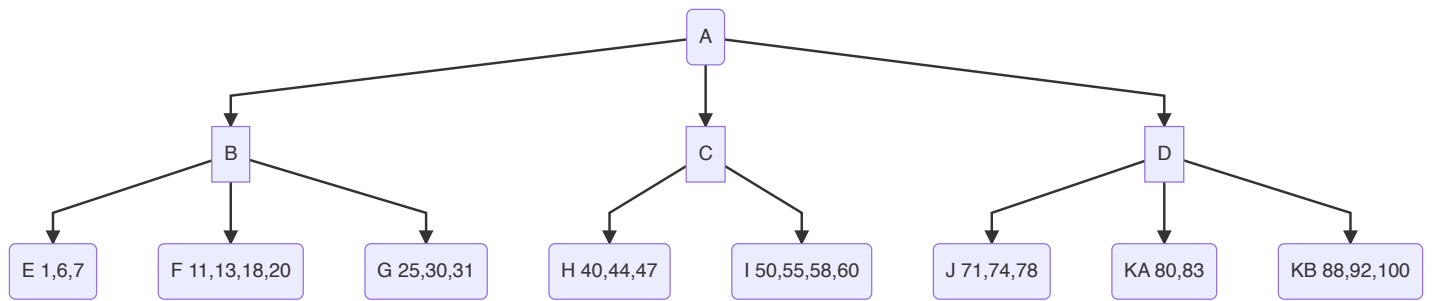 A
B
C
D
E 1,6,7
F 11,13,18,20
G 25,30,31
H 40,44,47
I 50,55,58,60
J 71,74,78
KA 80,83
KB 88,92,100